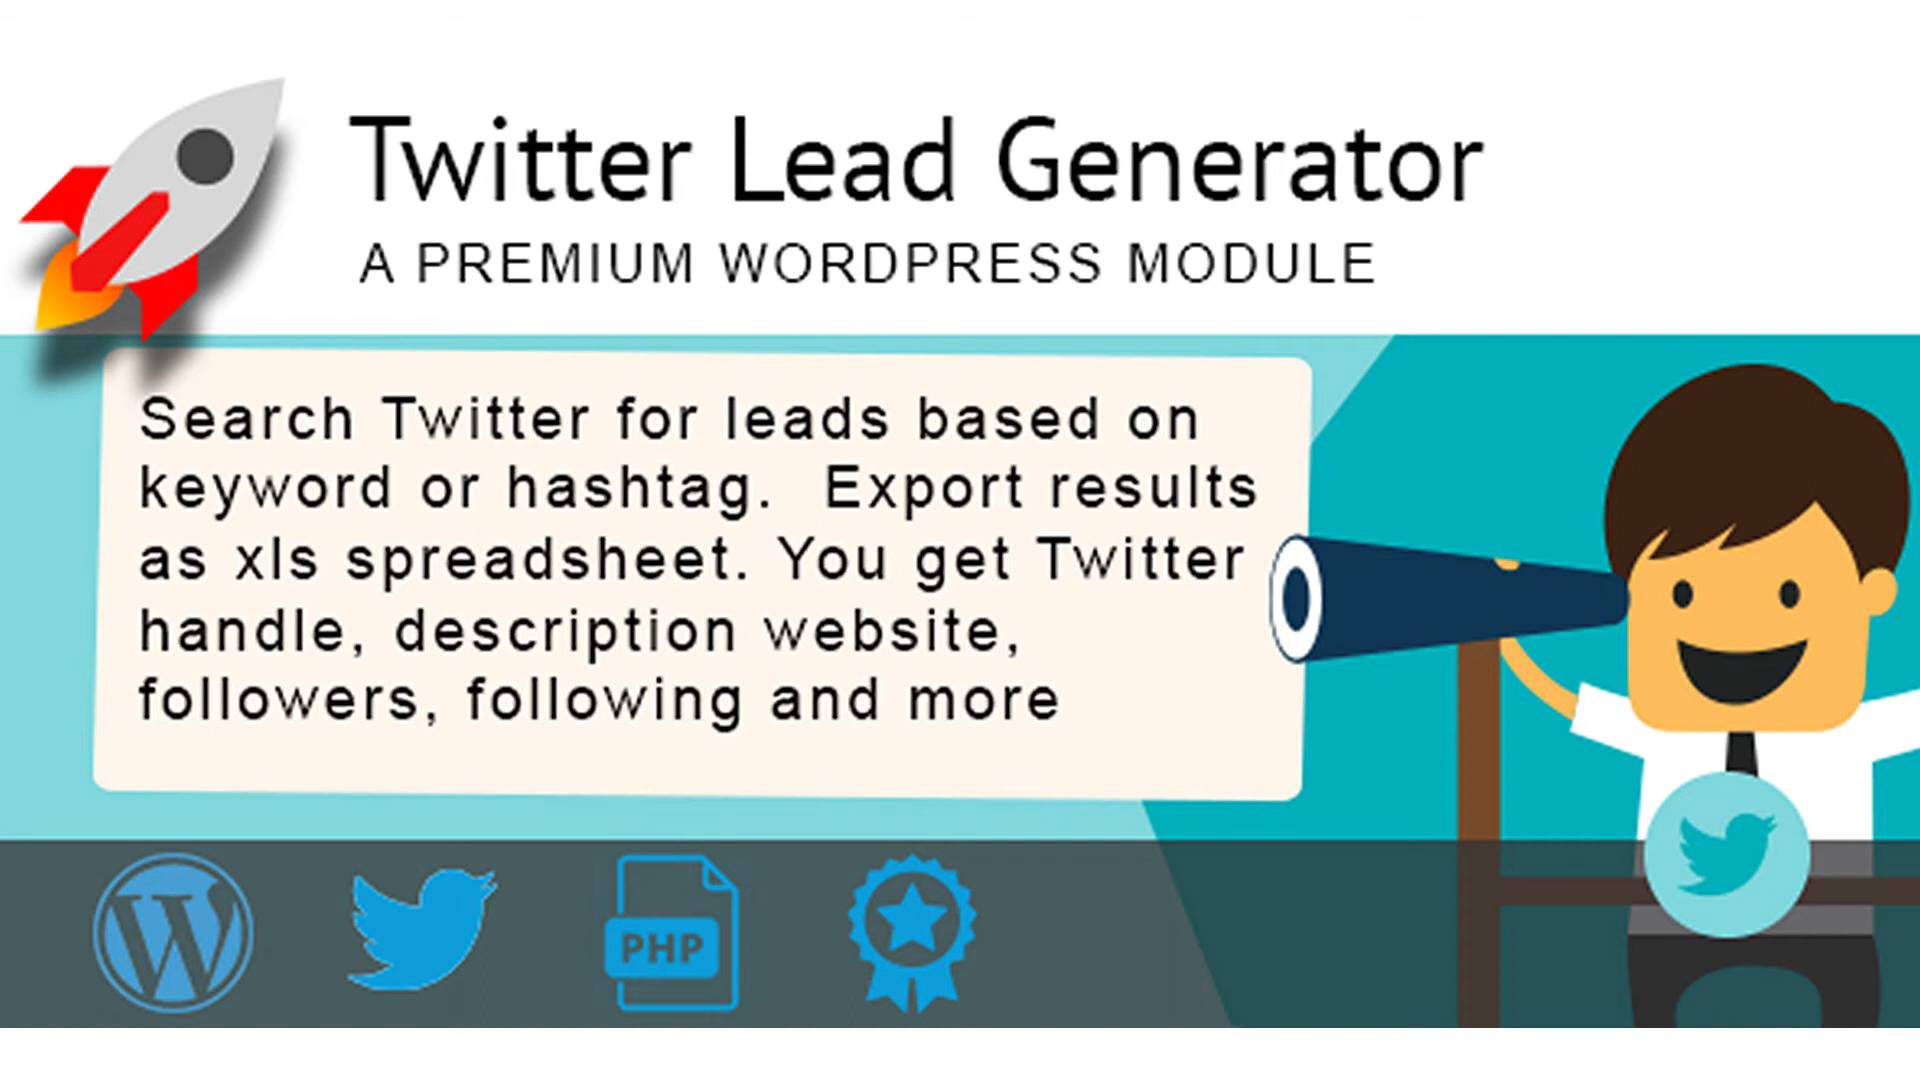 Twitter Lead Generator
A PREMIUM WORDPRESS MODULE
Search Twitter for leads based on
keyword or hashtag.  Export results
as xls spreadsheet. You get Twitter
handle, description website,
followers, following and more
PHP